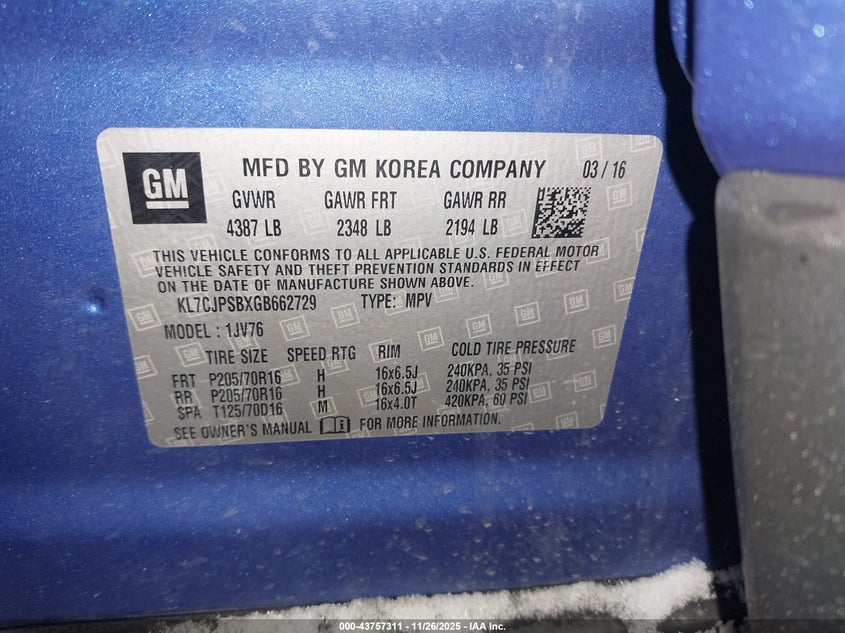 GM MFD BY GM KOREA COMPANY 03 / 16
GVWR GAWR FRT GAWR RR
4387 LB 2348 LB 2194 LB
THIS VEHICLE CONFORMS TO ALL APPLICABLE U.S. FEDERAL MOTOR
VEHICLE SAFETY AND THEFT PREVENTION STANDARDS IN EFFECT
ON THE DATE OF MANUFACTURE SHOWN ABOVE.
KL7CJPSBXGB662729 TYPE: MPV
MODEL : 1JV76
TIRE SIZE SPEED RTG RIM COLD TIRE PRESSURE
FRT P205/70R16 H 16x6.5J 240KPA, 35 PSI
RR P205/70R16 H 16x6.5J 240KPA, 35 PSI
SPA T125/70D16 M 16x4.0T 420KPA, 60 PSI
SEE OWNER'S MANUAL FOR MORE INFORMATION.
000-43757311 — 11/26/2025 — IAA Inc.